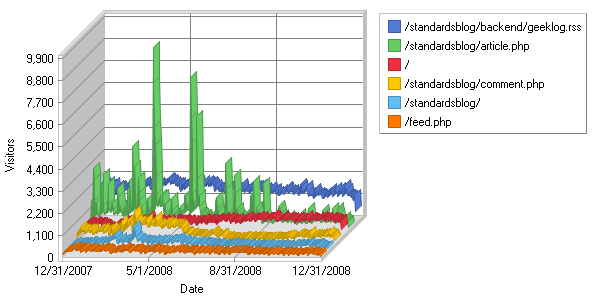 /standardsblog/backend/geeklog.rss
/standardsblog/article.php
/
/standardsblog/comment.php
/standardsblog/
/feed.php
9,900
8,800
7,700
6,600
5,500
4,400
3,300
2,200
1,100
0
Visitors
12/31/2007 5/1/2008 8/31/2008 12/31/2008
Date